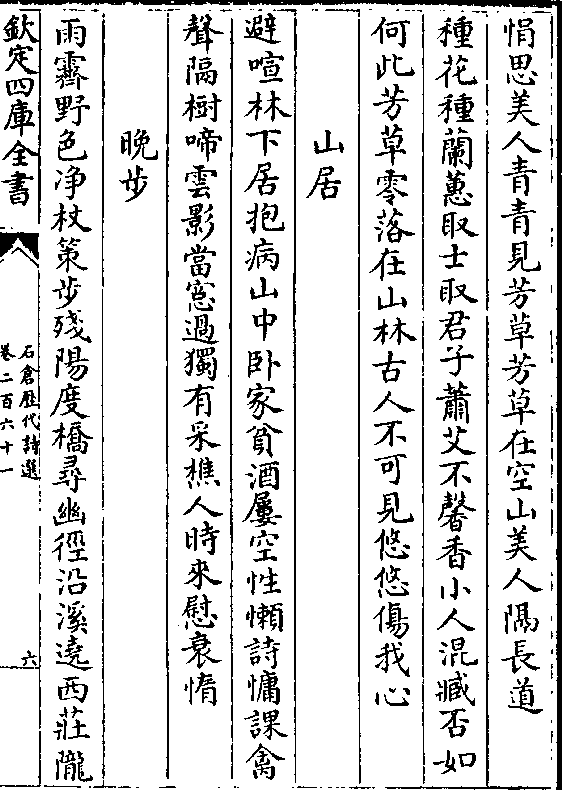 悁思美人青青見芳草芳草在空山美人隅長道
種花種蘭蕙取士取君子蕭艾不馨香小人混臧否如
何此芳草零落在山林古人不可見悠悠傷我心
山居
避喧林下居抱病山中卧家貧酒屢空性懶詩慵課禽
聲隔樹啼雲影當窻過獨有采樵人時來慰衰惰
晚步
雨霽野色净杖策步殘陽度橋尋幽徑沿溪遶西莊隴
欽定四庫全書
石倉歷代詩選
卷二百六十一
六